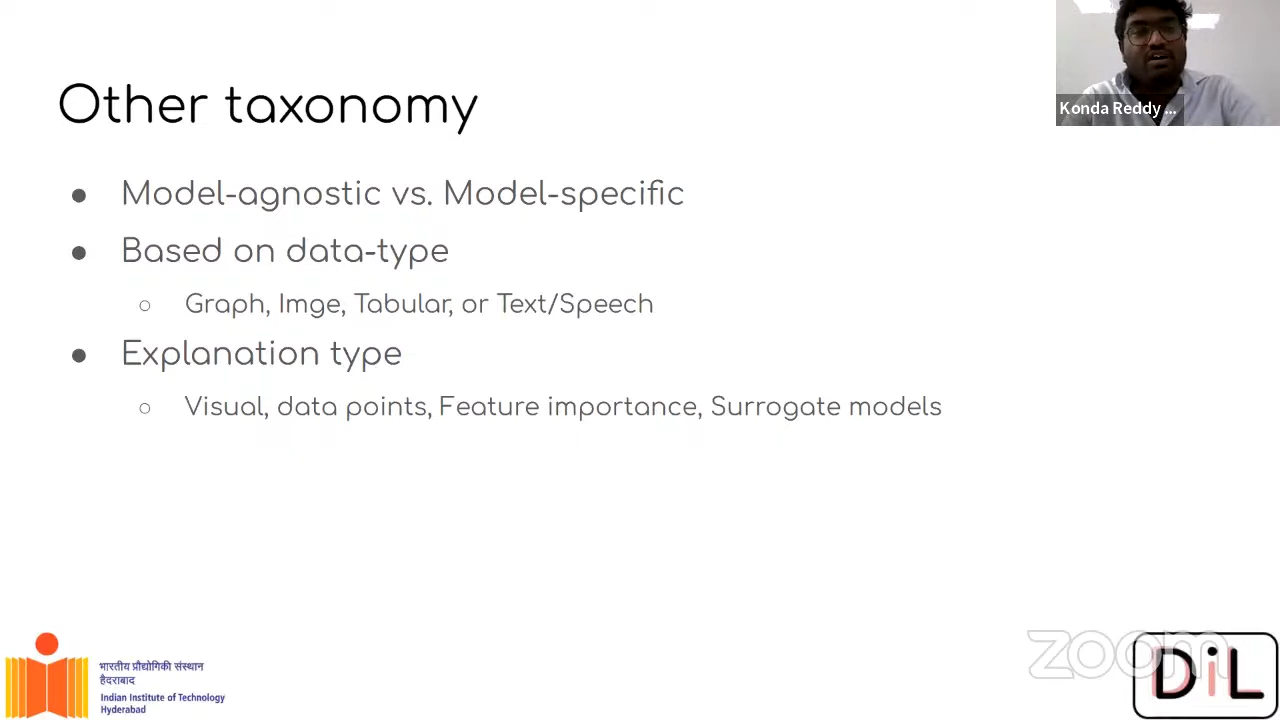 Other taxonomy
Konda Reddy ...
● Model-agnostic vs. Model-specific
● Based on data-type
○ Graph, Imge, Tabular, or Text/Speech
● Explanation type
○ Visual, data points, Feature importance, Surrogate models
भारतीय प्रौद्योगिकी संस्थान
हैदराबाद
Indian Institute of Technology
Hyderabad
zoom
DiL